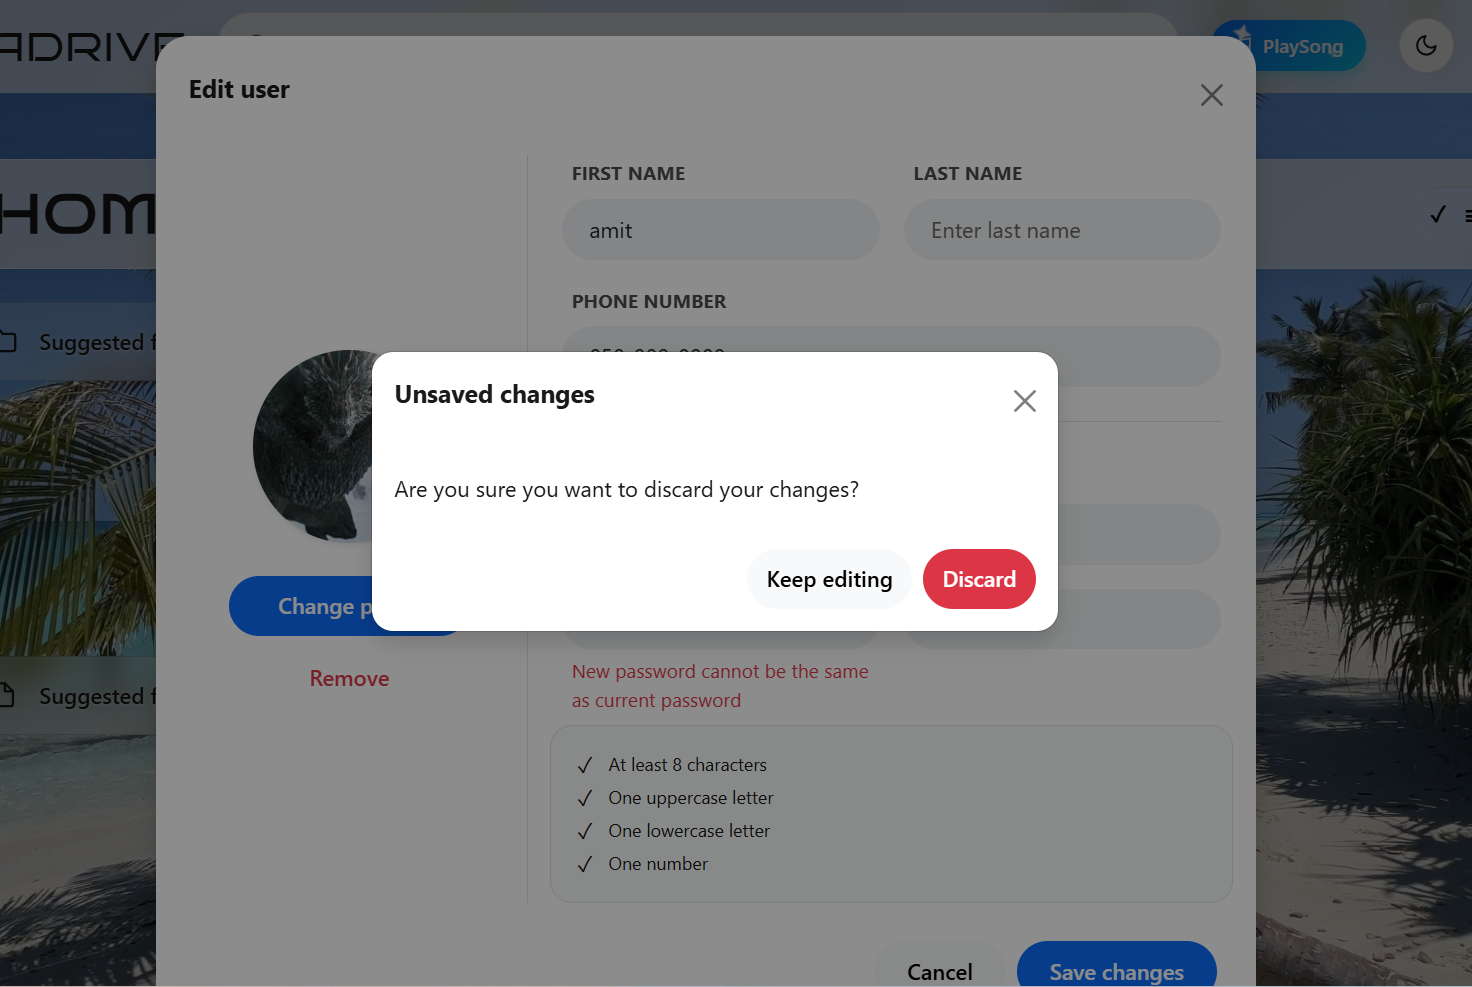 PlaySong
Edit user
FIRST NAME
LAST NAME
amit
Enter last name
PHONE NUMBER
Suggested
Unsaved changes
Are you sure you want to discard your changes?
Keep editing
Discard
Change
Remove
New password cannot be the same
as current password
Suggested
At least 8 characters
One uppercase letter
One lowercase letter
One number
Cancel
Save changes